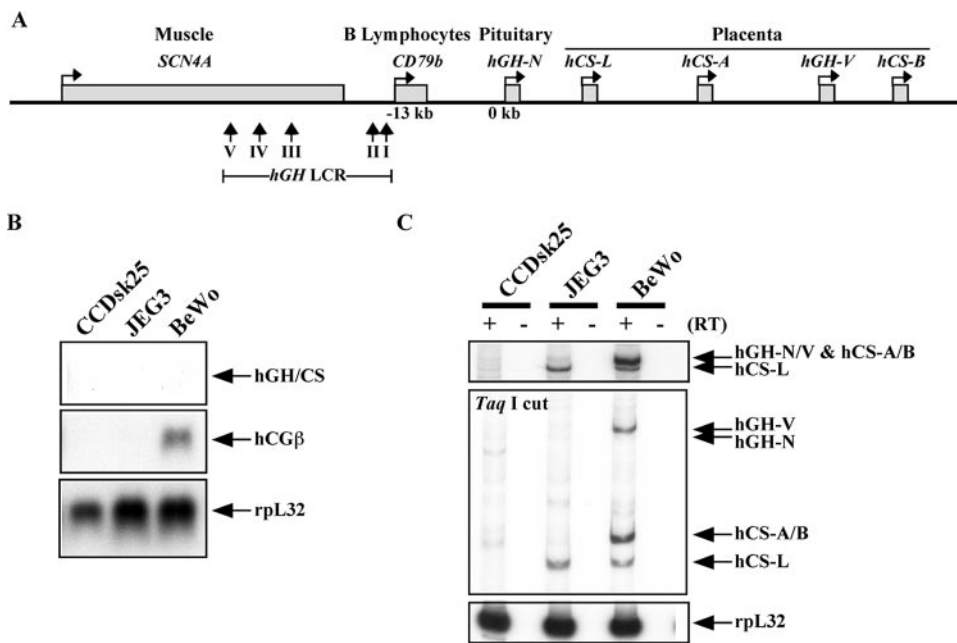 A
Muscle B Lymphocytes Pituitary Placenta
SCN4A CD79b hGH-N hCS-L hCS-A hGH-V hCS-B
-13 kb 0 kb
V IV III II I
hGH LCR
B
CCDsk25 JEG3 BeWo
hGH/CS
hCGβ
rpL32
C
CCDsk25 JEG3 BeWo
+ - + - + - (RT)
hGH-N/V & hCS-A/B
hCS-L
Taq I cut
hGH-V
hGH-N
hCS-A/B
hCS-L
rpL32